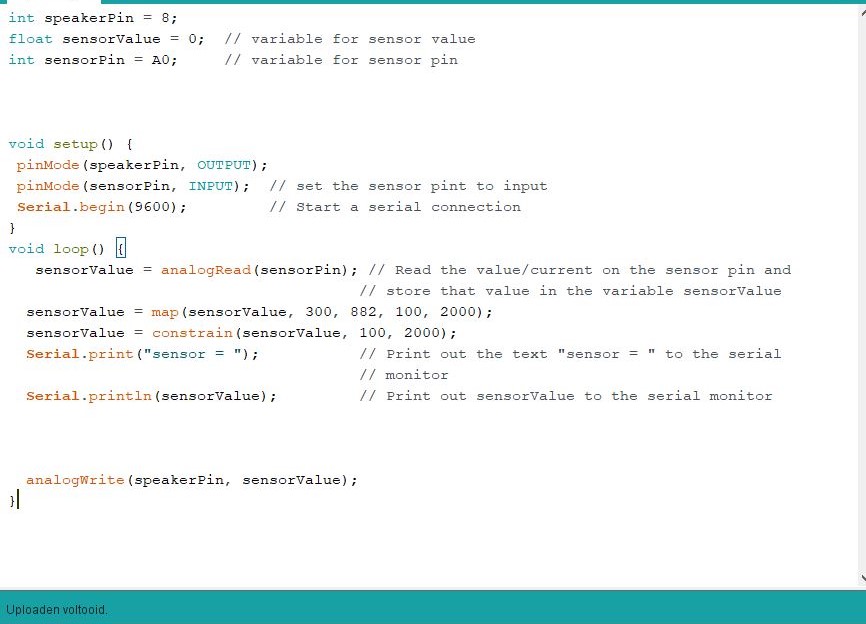 int speakerPin = 8;
float sensorValue = 0;  // variable for sensor value
int sensorPin = A0;     // variable for sensor pin
void setup() {
pinMode(speakerPin, OUTPUT);
pinMode(sensorPin, INPUT);  // set the sensor pint to input
Serial.begin(9600);         // Start a serial connection
}
void loop() {
sensorValue = analogRead(sensorPin); // Read the value/current on the sensor pin and
// store that value in the variable sensorValue
sensorValue = map(sensorValue, 300, 882, 100, 2000);
sensorValue = constrain(sensorValue, 100, 2000);
Serial.print("sensor = ");           // Print out the text "sensor = " to the serial
// monitor
Serial.println(sensorValue);         // Print out sensorValue to the serial monitor
analogWrite(speakerPin, sensorValue);
}
Uploaden voltooid.